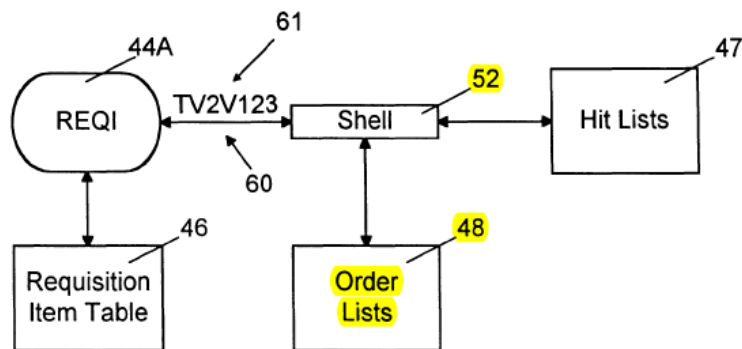 61
44A
47
52
TV2V123
REQI
Shell
Hit Lists
60
46
48
Requisition
Item Table
Order
Lists